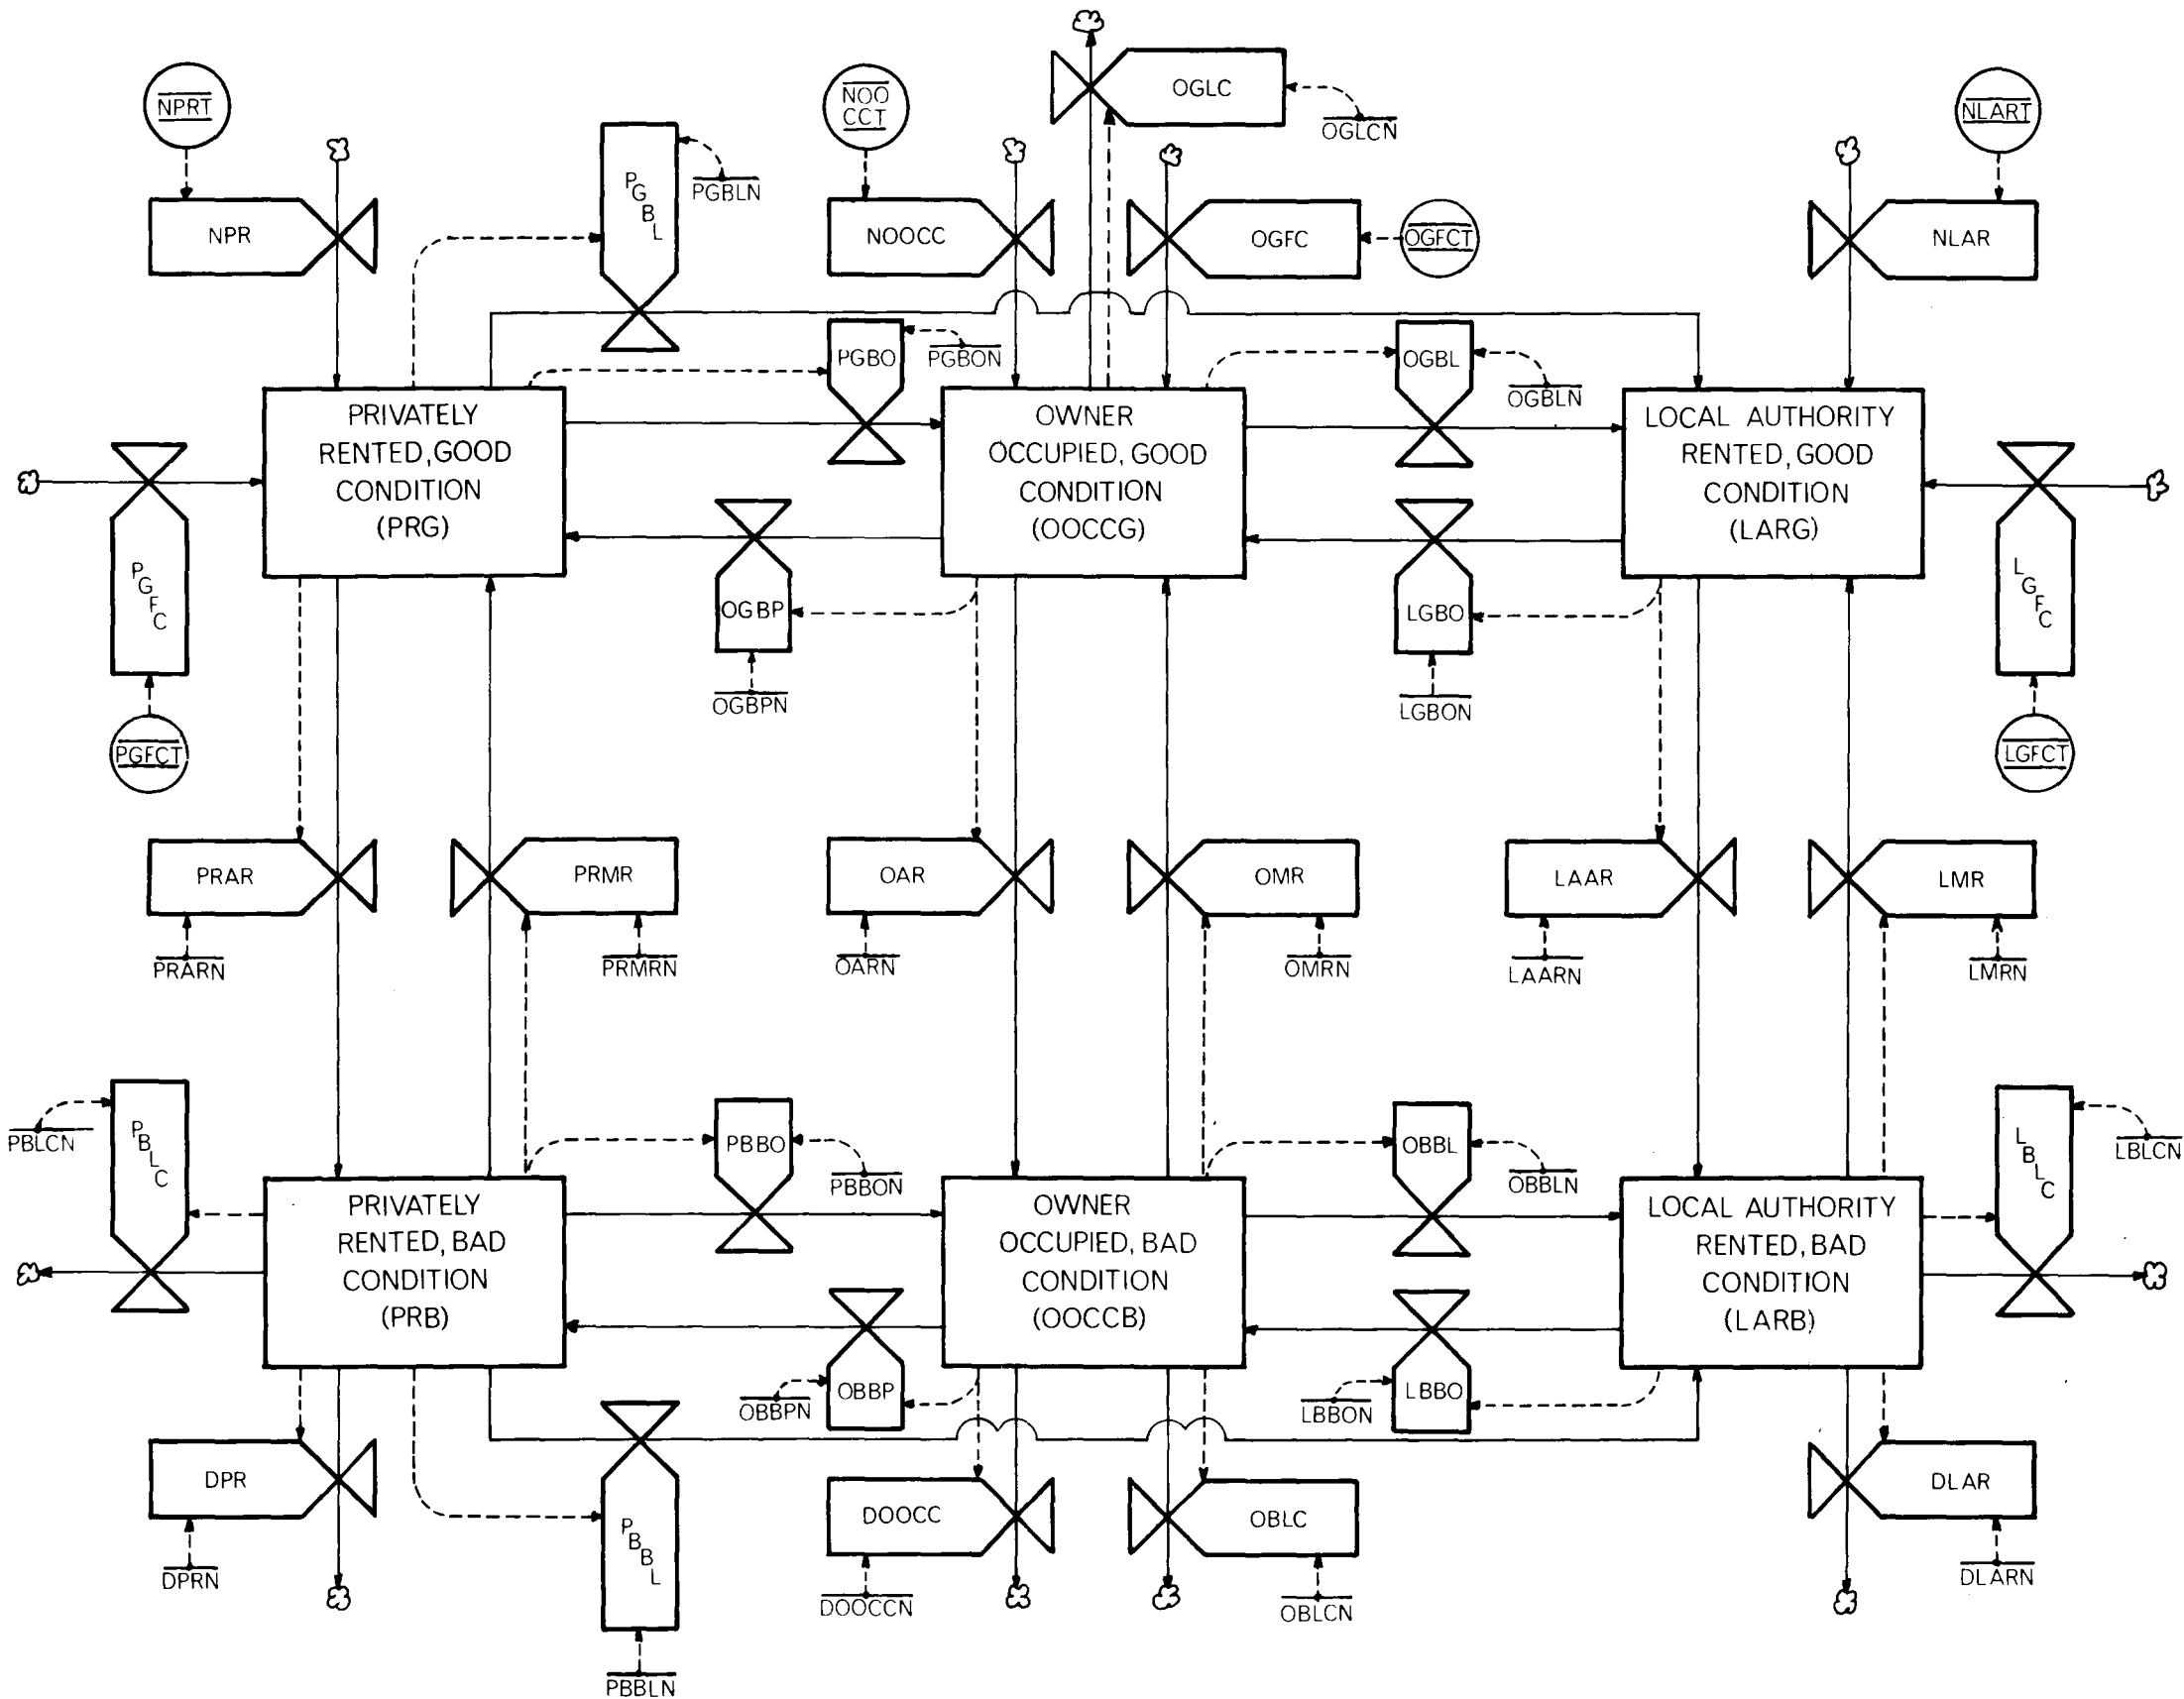 OGLC
OGLCN
NPRT
NOO
CCT
NLART
PGBL
PGBLN
NPR
NOOCC
OGFC
OGFCT
NLAR
PGBO
PGBON
OGBL
OGBLN
PRIVATELY
RENTED, GOOD
CONDITION
(PRG)
OWNER
OCCUPIED, GOOD
CONDITION
(OOCCG)
LOCAL AUTHORITY
RENTED, GOOD
CONDITION
(LARG)
PGFC
OGBP
LGBO
LGFC
OGBPN
LGBON
PGFCT
LGFCT
PRAR
PRMR
OAR
OMR
LAAR
LMR
PRARN
PRMRN
OARN
OMRN
LAARN
LMRN
PBLCN
PBLC
PBBO
PBBON
OBBL
OBBLN
LBLC
LBLCN
PRIVATELY
RENTED, BAD
CONDITION
(PRB)
OWNER
OCCUPIED, BAD
CONDITION
(OOCCB)
LOCAL AUTHORITY
RENTED, BAD
CONDITION
(LARB)
OBBPN
OBBP
LBBON
LBBO
DPR
DOOCC
OBLC
DLAR
PBBL
DPRN
DOOCCN
OBLCN
DLARN
PBBLN